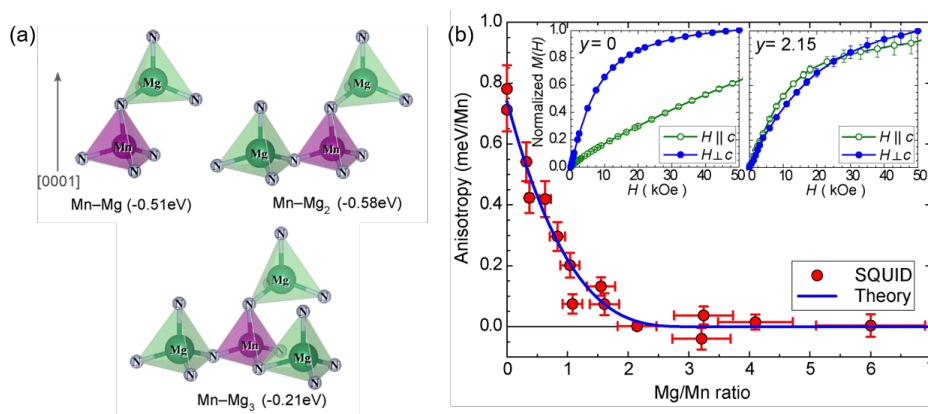 (a)
N
Mg
N
N
N
Mn
N
N
[0001]
Mn–Mg (-0.51eV)
N
Mg
N
N
N
N
Mg
Mn
N
N
N
N
N
Mn–Mg₂ (-0.58eV)
N
Mg
N
N
N
N
Mg
Mn
Mg
N
N
N
N
N
N
Mn–Mg₃ (-0.21eV)
(b)
Anisotropy (meV/Mn)
0.8
0.6
0.4
0.2
0.0
0
1
2
3
4
5
6
Mg/Mn ratio
Normalized M(H)
1.0
0.8
0.6
0.4
0.2
0.0
y = 0
H || c
H⊥c
0 10 20 30 40 50
H ( kOe)
y = 2.15
H || c
H⊥c
0 10 20 30 40 50
H ( kOe)
SQUID
Theory